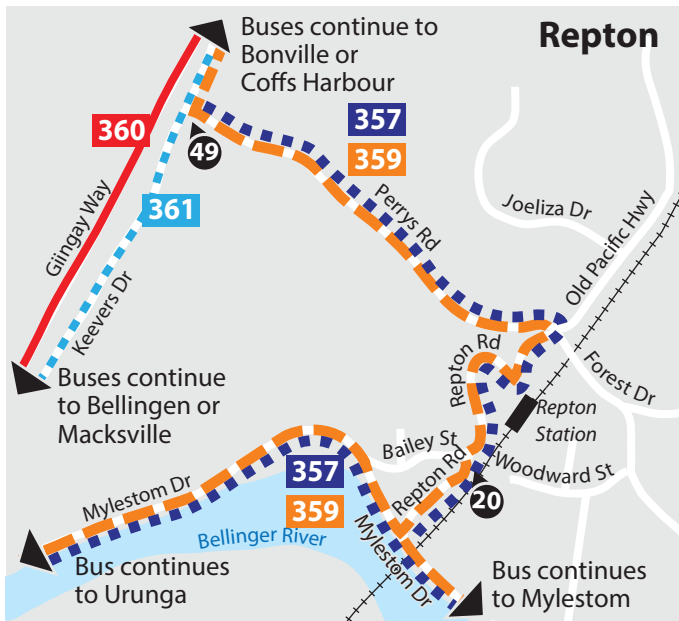 Buses continue to
Bonville or
Coffs Harbour
Repton
360
357
49
359
361
Perrys Rd
Joeliza Dr
Giingay Way
Old Pacific Hwy
Keevers Dr
Repton Rd
Forest Dr
Buses continue
to Bellingen or
Macksville
Repton
Station
Bailey St
357
Repton Rd
Woodward St
Mylestom Dr
359
20
Bellinger River
Mylestom Dr
Bus continues
to Urunga
Bus continues
to Mylestom